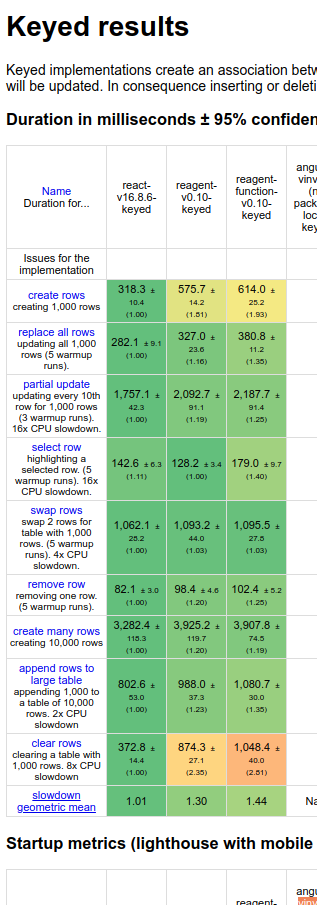 Keyed results
Keyed implementations create an association betw
will be updated. In consequence inserting or deleti
Duration in milliseconds ± 95% confiden
Name
Duration for...
react-
v16.8.6-
keyed
reagent-
v0.10-
keyed
reagent-
function-
v0.10-
keyed
angu
vinv
(n
pack
loc
key
Issues for the
implementation
create rows
creating 1,000 rows
318.3 ±
10.4
(1.00)
575.7 ±
14.2
(1.81)
614.0 ±
25.2
(1.93)
replace all rows
updating all 1,000
rows (5 warmup
runs).
282.1 ± 9.1
(1.00)
327.0 ±
23.6
(1.16)
380.8 ±
11.2
(1.35)
partial update
updating every 10th
row for 1,000 rows
(3 warmup runs).
16x CPU slowdown.
1,757.1 ±
42.3
(1.00)
2,092.7 ±
91.1
(1.19)
2,187.7 ±
91.4
(1.25)
select row
highlighting a
selected row. (5
warmup runs). 16x
CPU slowdown.
142.6 ± 6.3
(1.11)
128.2 ± 3.4
(1.00)
179.0 ± 9.7
(1.40)
swap rows
swap 2 rows for
table with 1,000
rows. (5 warmup
runs). 4x CPU
slowdown.
1,062.1 ±
28.2
(1.00)
1,093.2 ±
44.0
(1.03)
1,095.5 ±
27.8
(1.03)
remove row
removing one row.
(5 warmup runs).
82.1 ± 3.0
(1.00)
98.4 ± 4.6
(1.20)
102.4 ± 5.2
(1.25)
create many rows
creating 10,000 rows
3,282.4 ±
118.3
(1.00)
3,925.2 ±
119.7
(1.20)
3,907.8 ±
74.5
(1.19)
append rows to
large table
appending 1,000 to
a table of 10,000
rows. 2x CPU
slowdown
802.6 ±
53.0
(1.00)
988.0 ±
37.3
(1.23)
1,080.7 ±
30.0
(1.35)
clear rows
clearing a table with
1,000 rows. 8x CPU
slowdown
372.8 ±
14.4
(1.00)
874.3 ±
27.1
(2.35)
1,048.4 ±
40.0
(2.81)
slowdown
geometric mean
1.01
1.30
1.44
Na
Startup metrics (lighthouse with mobile
reagent-
angu
vinv